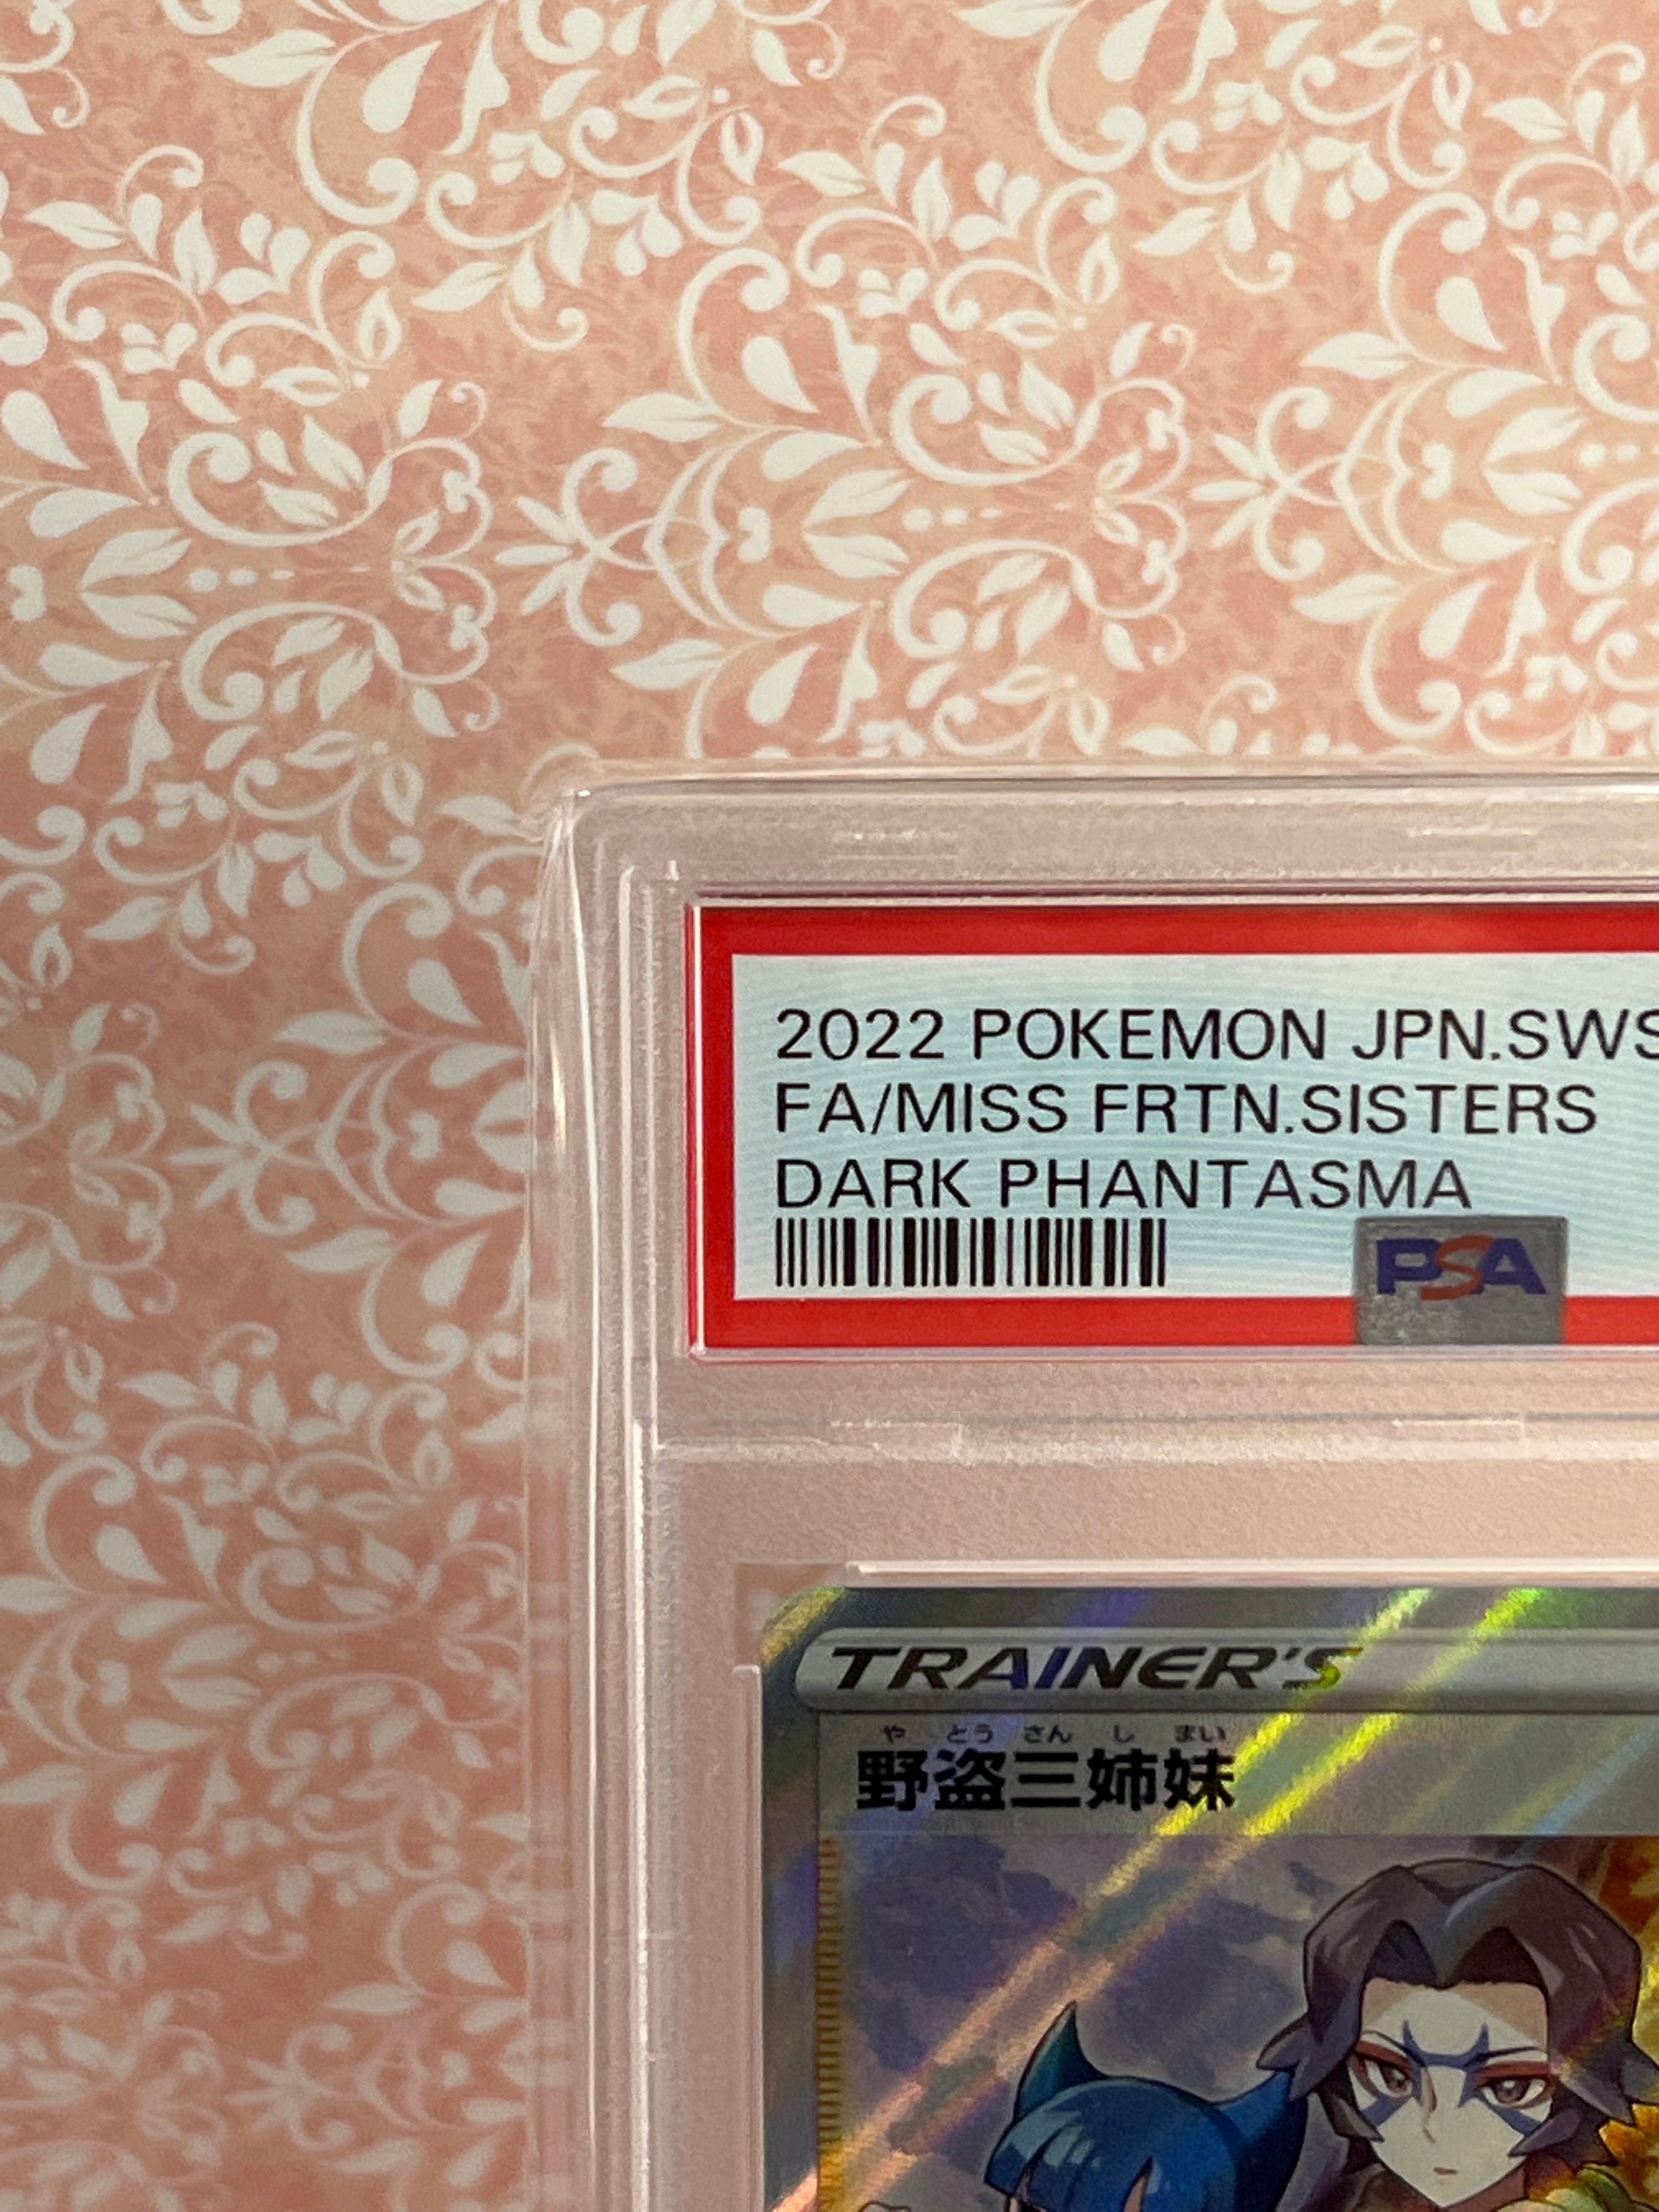 2022 POKEMON JPN.SWS
FA/MISS FRTN.SISTERS
DARK PHANTASMA
PSA
TRAINER'S
や とう さん し まい
野盗三姉妹